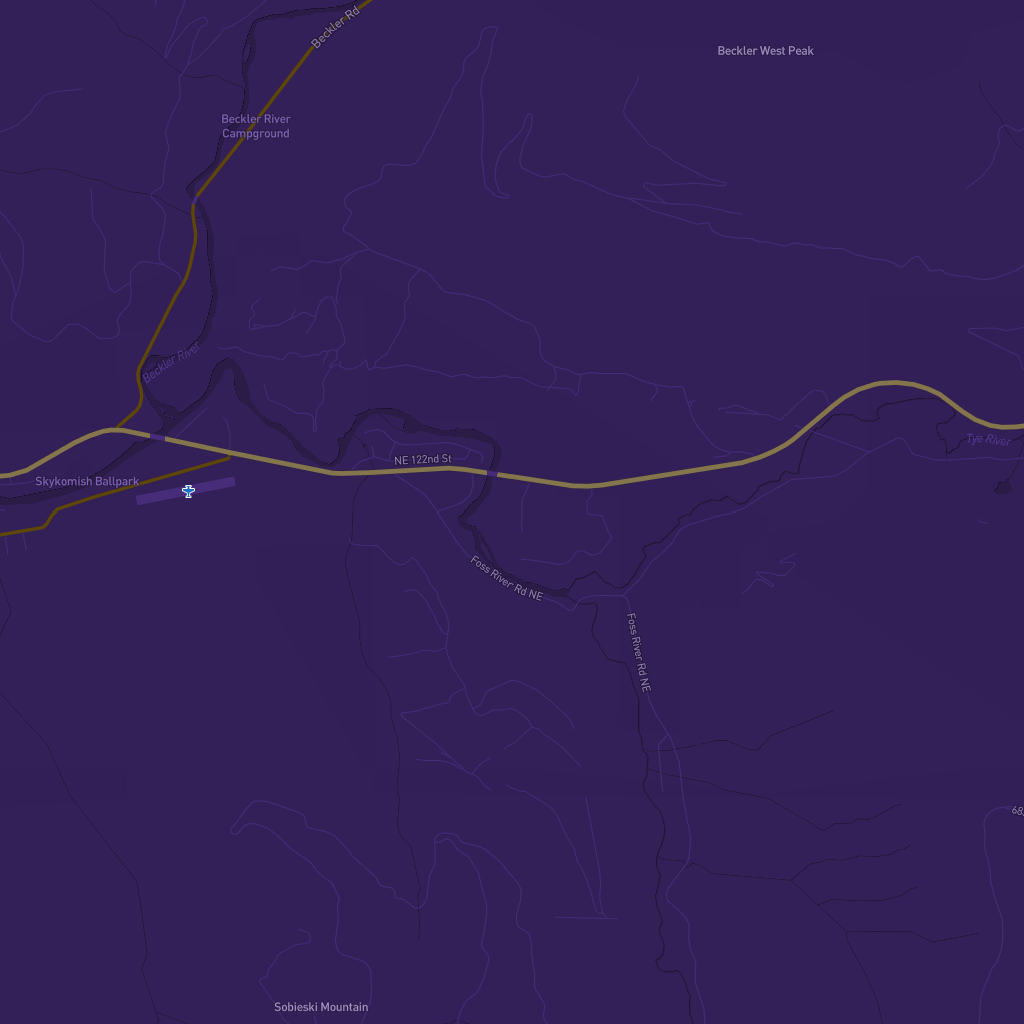 Beckler Rd
Beckler West Peak
Beckler River
Campground
Beckler River
Tye River
NE 122nd St
Skykomish Ballpark
Foss River Rd NE
Foss River Rd NE
Sobieski Mountain